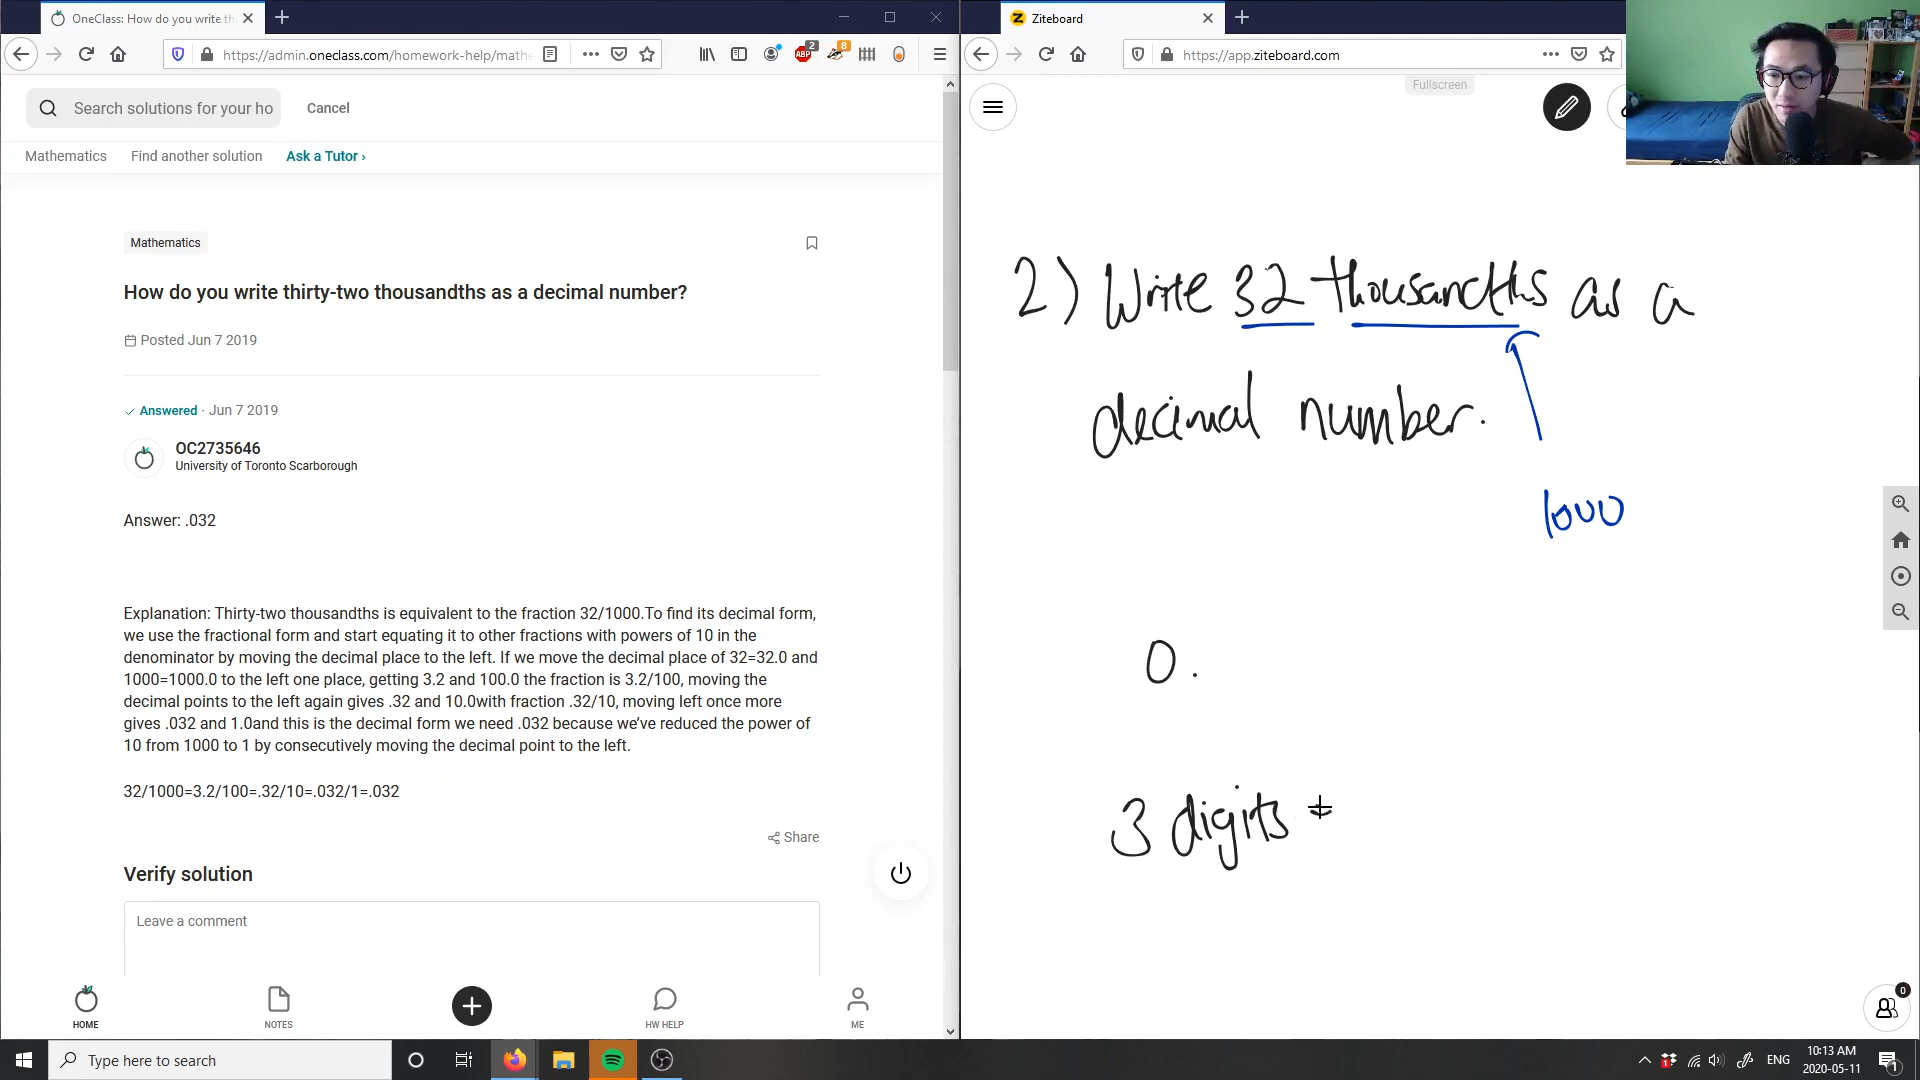 OneClass: How do you write th
Ziteboard
https://admin.oneclass.com/homework-help/mathe
ABP
2
8
https://app.ziteboard.com
Search solutions for your ho
Cancel
Mathematics
Find another solution
Ask a Tutor ›
Mathematics
How do you write thirty-two thousandths as a decimal number?
Posted Jun 7 2019
Answered · Jun 7 2019
OC2735646
University of Toronto Scarborough
Answer: .032
Explanation: Thirty-two thousandths is equivalent to the fraction 32/1000.To find its decimal form,
we use the fractional form and start equating it to other fractions with powers of 10 in the
denominator by moving the decimal place to the left. If we move the decimal place of 32=32.0 and
1000=1000.0 to the left one place, getting 3.2 and 100.0 the fraction is 3.2/100, moving the
decimal points to the left again gives .32 and 10.0with fraction .32/10, moving left once more
gives .032 and 1.0and this is the decimal form we need .032 because we’ve reduced the power of
10 from 1000 to 1 by consecutively moving the decimal point to the left.
32/1000=3.2/100=.32/10=.032/1=.032
Share
Verify solution
Leave a comment
HOME
NOTES
HW HELP
ME
Fullscreen
2) Write 32 thousandths as a
decimal number.
1000
0.
3 digits
0
Type here to search
ENG
10:13 AM
2020-05-11
1